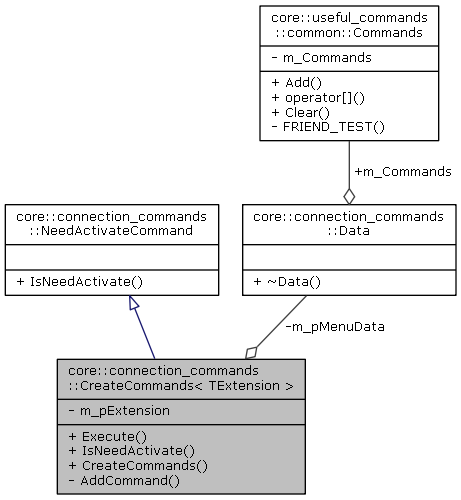 core::useful_commands
::common::Commands
- m_Commands
+ Add()
+ operator[]()
+ Clear()
- FRIEND_TEST()
+m_Commands
core::connection_commands
::NeedActivateCommand
+ IsNeedActivate()
core::connection_commands
::Data
+ ~Data()
-m_pMenuData
core::connection_commands
::CreateCommands< TExtension >
- m_pExtension
+ Execute()
+ IsNeedActivate()
+ CreateCommands()
- AddCommand()